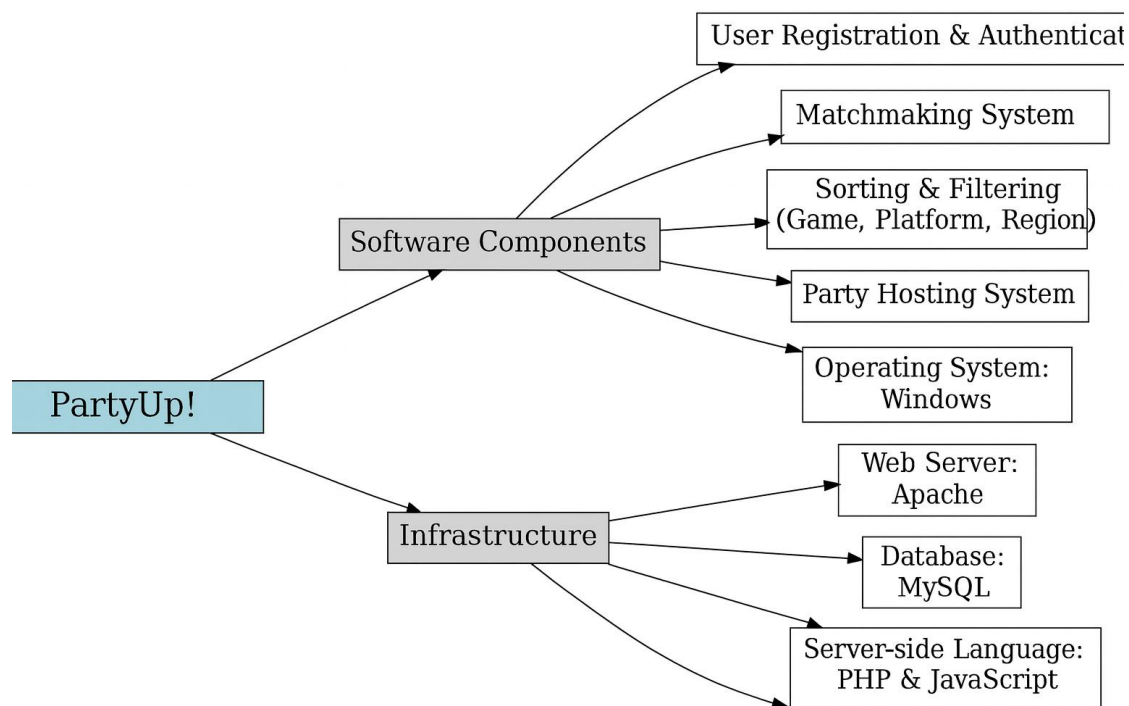 User Registration & Authenticat
Matchmaking System
Sorting & Filtering
(Game, Platform, Region)
Software Components
Party Hosting System
Operating System:
Windows
PartyUp!
Web Server:
Apache
Infrastructure
Database:
MySQL
Server-side Language:
PHP & JavaScript